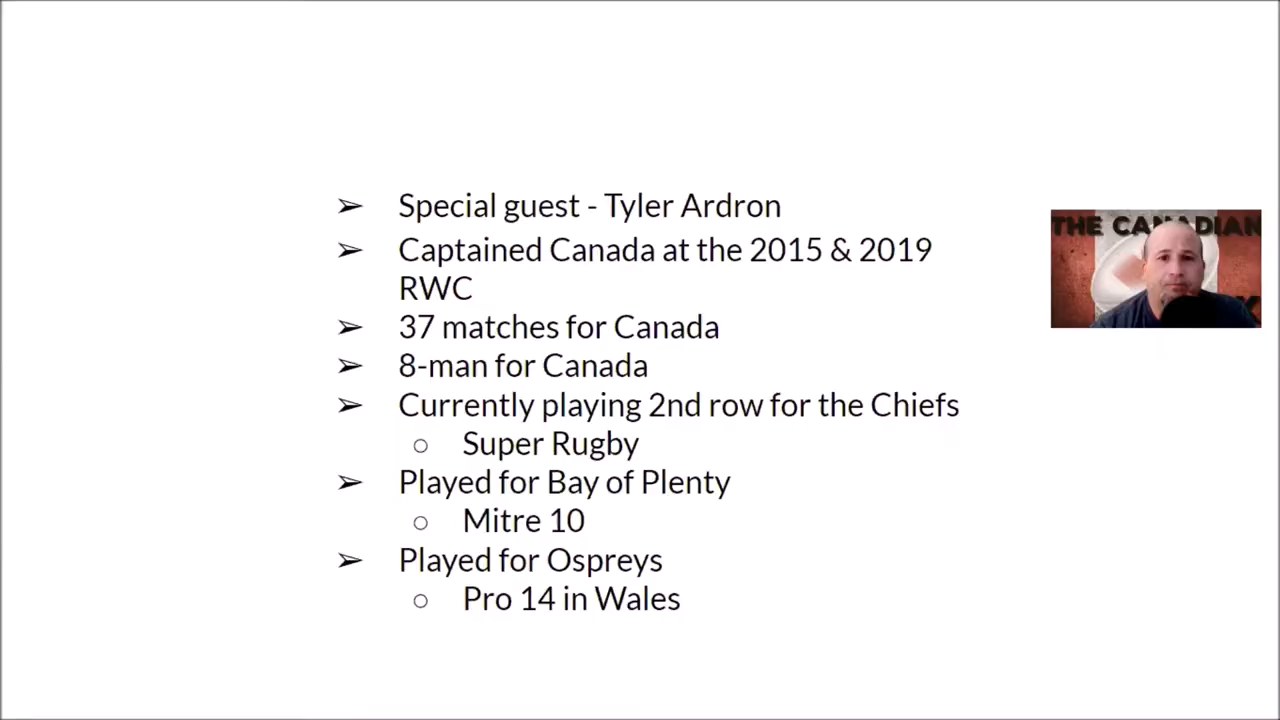 ➢ Special guest - Tyler Ardron
➢ Captained Canada at the 2015 & 2019
RWC
➢ 37 matches for Canada
➢ 8-man for Canada
➢ Currently playing 2nd row for the Chiefs
○ Super Rugby
➢ Played for Bay of Plenty
○ Mitre 10
➢ Played for Ospreys
○ Pro 14 in Wales
THE CANADIAN